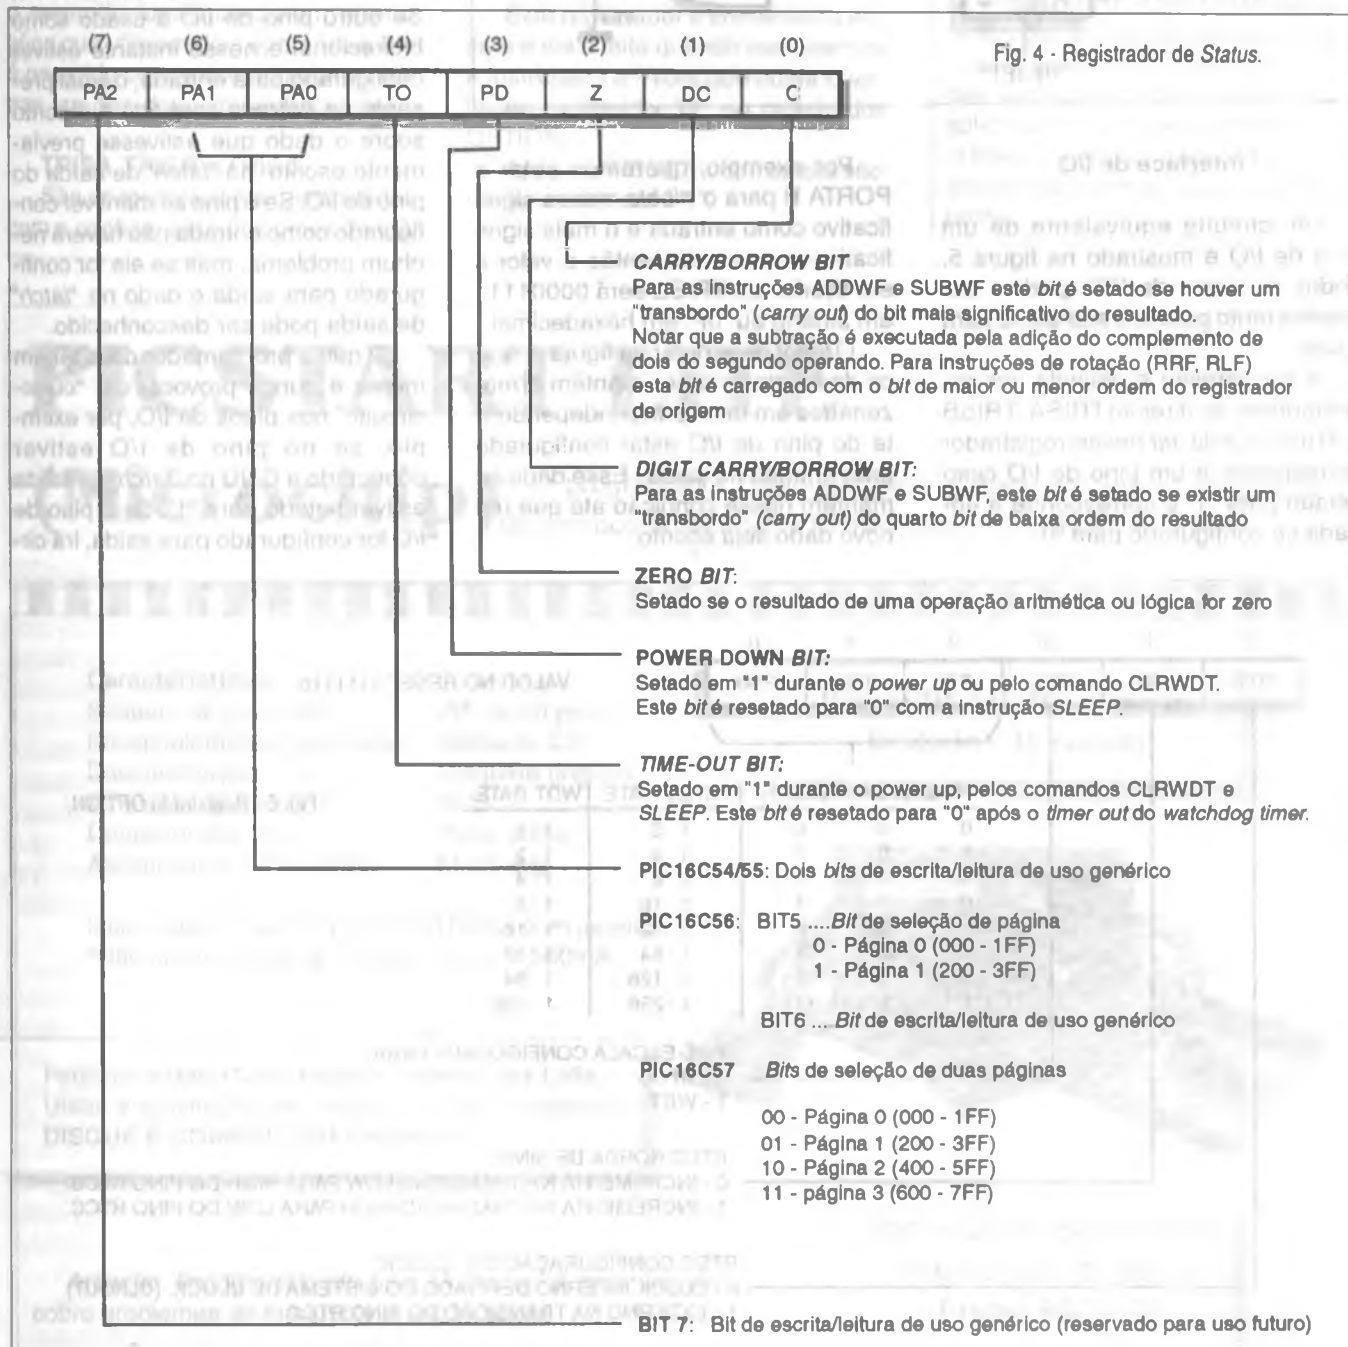 Fig. 4 - Registrador de Status.
(7) (6) (5) (4) (3) (2) (1) (0)
PA2 PA1 PA0 TO PD Z DC C
CARRY/BORROW BIT
Para as instruções ADDWF e SUBWF este bit é setado se houver um
"transbordo" (carry out) do bit mais significativo do resultado.
Notar que a subtração é executada pela adição do complemento de
dois do segundo operando. Para instruções de rotação (RRF, RLF)
este bit é carregado com o bit de maior ou menor ordem do registrador
de origem
DIGIT CARRY/BORROW BIT:
Para as instruções ADDWF e SUBWF, este bit é setado se existir um
"transbordo" (carry out) do quarto bit de baixa ordem do resultado
ZERO BIT:
Setado se o resultado de uma operação aritmética ou lógica for zero
POWER DOWN BIT:
Setado em "1" durante o power up ou pelo comando CLRWDT.
Este bit é resetado para "0" com a instrução SLEEP.
TIME-OUT BIT:
Setado em "1" durante o power up, pelos comandos CLRWDT e
SLEEP. Este bit é resetado para "0" após o timer out do watchdog timer.
PIC16C54/55: Dois bits de escrita/leitura de uso genérico
PIC16C56: BIT5.....Bit de seleção de página
0 - Página 0 (000 - 1FF)
1 - Página 1 (200 - 3FF)
BIT6 ....Bit de escrita/leitura de uso genérico
PIC16C57 Bits de seleção de duas páginas
00 - Página 0 (000 - 1FF)
01 - Página 1 (200 - 3FF)
10 - Página 2 (400 - 5FF)
11 - página 3 (600 - 7FF)
BIT 7: Bit de escrita/leitura de uso genérico (reservado para uso futuro)